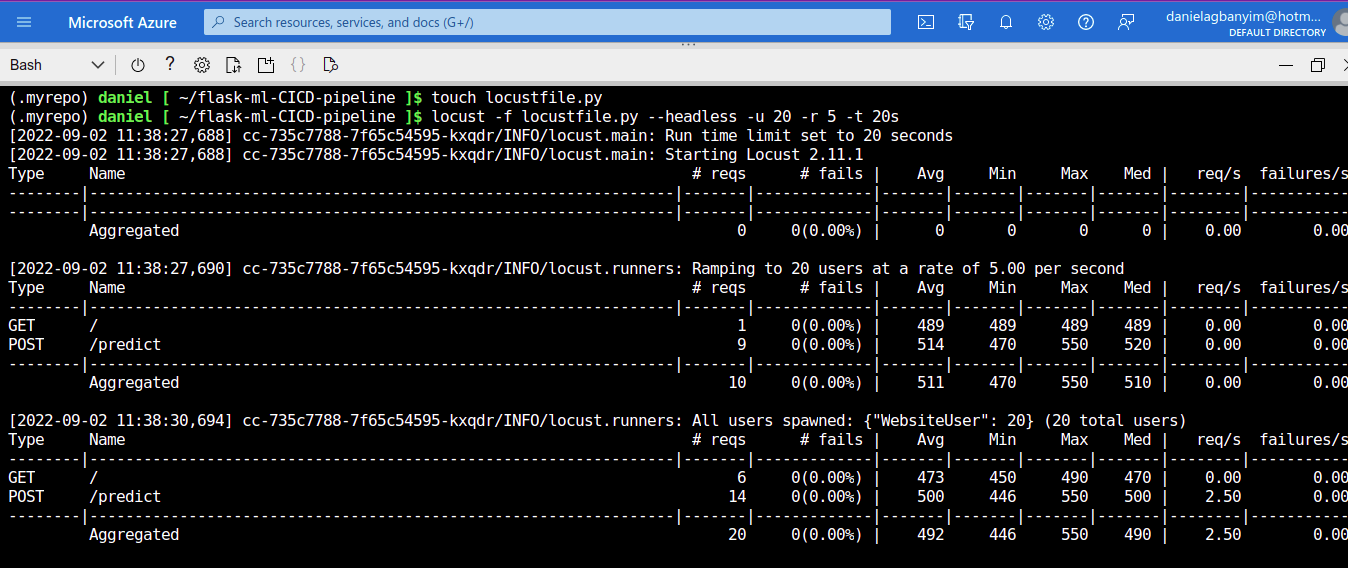 Microsoft Azure
Search resources, services, and docs (G+/)
danielagbanyim@hotm...
DEFAULT DIRECTORY
Bash
(.myrepo) daniel [ ~/flask-ml-CICD-pipeline ]$ touch locustfile.py
(.myrepo) daniel [ ~/flask-ml-CICD-pipeline ]$ locust -f locustfile.py --headless -u 20 -r 5 -t 20s
[2022-09-02 11:38:27,688] cc-735c7788-7f65c54595-kxqdr/INFO/locust.main: Run time limit set to 20 seconds
[2022-09-02 11:38:27,688] cc-735c7788-7f65c54595-kxqdr/INFO/locust.main: Starting Locust 2.11.1
Type     Name                                                                   # reqs      # fails |    Avg     Min     Max    Med |   req/s  failures/s
--------|-----------------------------------------------------------------|-------|-------------|-------|-------|-------|-------|--------|-----------
--------|-----------------------------------------------------------------|-------|-------------|-------|-------|-------|-------|--------|-----------
Aggregated 0 0(0.00%) | 0 0 0 0 | 0.00 0.00
[2022-09-02 11:38:27,690] cc-735c7788-7f65c54595-kxqdr/INFO/locust.runners: Ramping to 20 users at a rate of 5.00 per second
Type     Name                                                                   # reqs      # fails |    Avg     Min     Max    Med |   req/s  failures/s
--------|-----------------------------------------------------------------|-------|-------------|-------|-------|-------|-------|--------|-----------
GET / 1 0(0.00%) | 489 489 489 489 | 0.00 0.00
POST /predict 9 0(0.00%) | 514 470 550 520 | 0.00 0.00
--------|-----------------------------------------------------------------|-------|-------------|-------|-------|-------|-------|--------|-----------
Aggregated 10 0(0.00%) | 511 470 550 510 | 0.00 0.00
[2022-09-02 11:38:30,694] cc-735c7788-7f65c54595-kxqdr/INFO/locust.runners: All users spawned: {"WebsiteUser": 20} (20 total users)
Type     Name                                                                   # reqs      # fails |    Avg     Min     Max    Med |   req/s  failures/s
--------|-----------------------------------------------------------------|-------|-------------|-------|-------|-------|-------|--------|-----------
GET / 6 0(0.00%) | 473 450 490 470 | 0.00 0.00
POST /predict 14 0(0.00%) | 500 446 550 500 | 2.50 0.00
--------|-----------------------------------------------------------------|-------|-------------|-------|-------|-------|-------|--------|-----------
Aggregated 20 0(0.00%) | 492 446 550 490 | 2.50 0.00